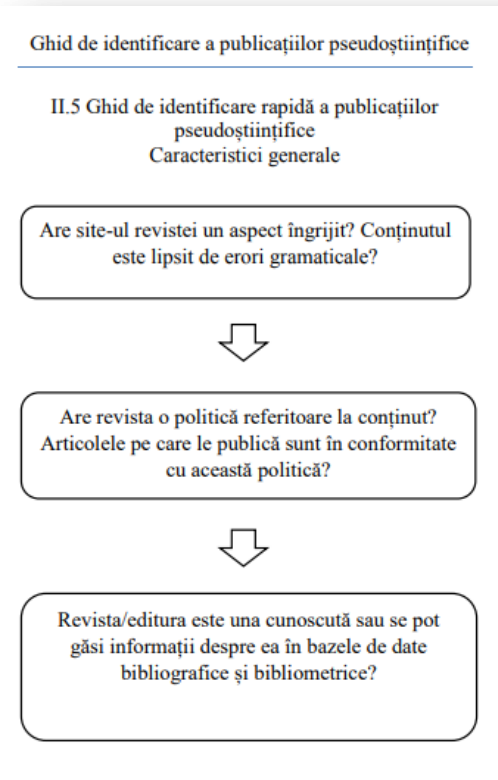 Ghid de identificare a publicațiilor pseudoștiințifice
II.5 Ghid de identificare rapidă a publicațiilor
pseudoștiințifice
Caracteristici generale
Are site-ul revistei un aspect îngrijit? Conținutul
este lipsit de erori gramaticale?
Are revista o politică referitoare la conținut?
Articolele pe care le publică sunt în conformitate
cu această politică?
Revista/editura este una cunoscută sau se pot
găsi informații despre ea în bazele de date
bibliografice și bibliometrice?